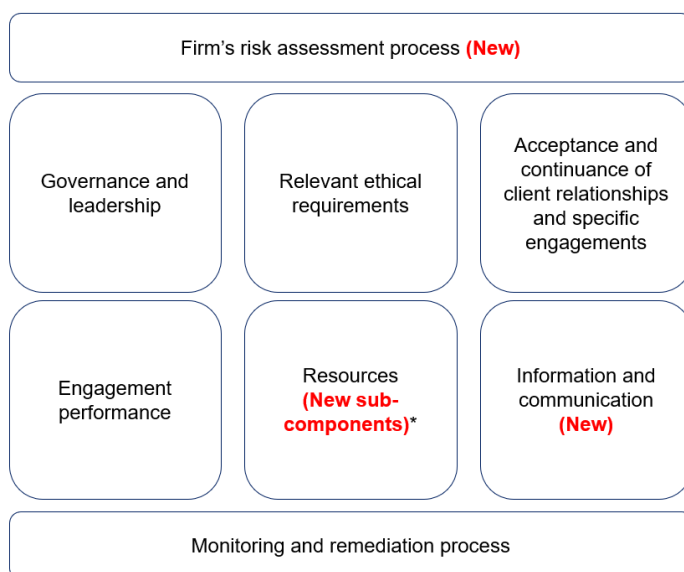 Firm's risk assessment process (New)
Governance and
leadership
Relevant ethical
requirements
Acceptance and
continuance of
client relationships
and specific
engagements
Engagement
performance
Resources
(New sub-
components)*
Information and
communication
(New)
Monitoring and remediation process